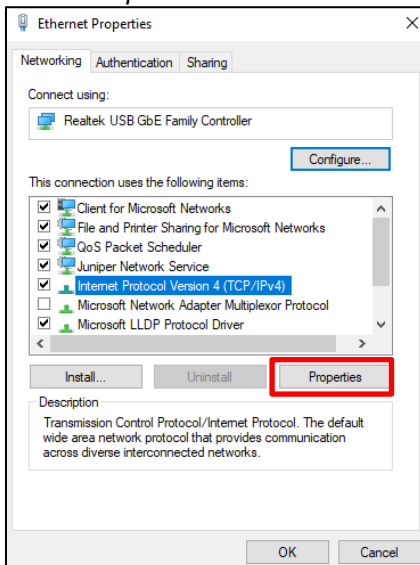 Ethernet Properties
Networking Authentication Sharing
Connect using:
Realtek USB GbE Family Controller
Configure...
This connection uses the following items:
Client for Microsoft Networks
File and Printer Sharing for Microsoft Networks
QoS Packet Scheduler
Juniper Network Service
Internet Protocol Version 4 (TCP/IPv4)
Microsoft Network Adapter Multiplexor Protocol
Microsoft LLDP Protocol Driver
Install... Uninstall Properties
Description
Transmission Control Protocol/Internet Protocol. The default
wide area network protocol that provides communication
across diverse interconnected networks.
OK Cancel